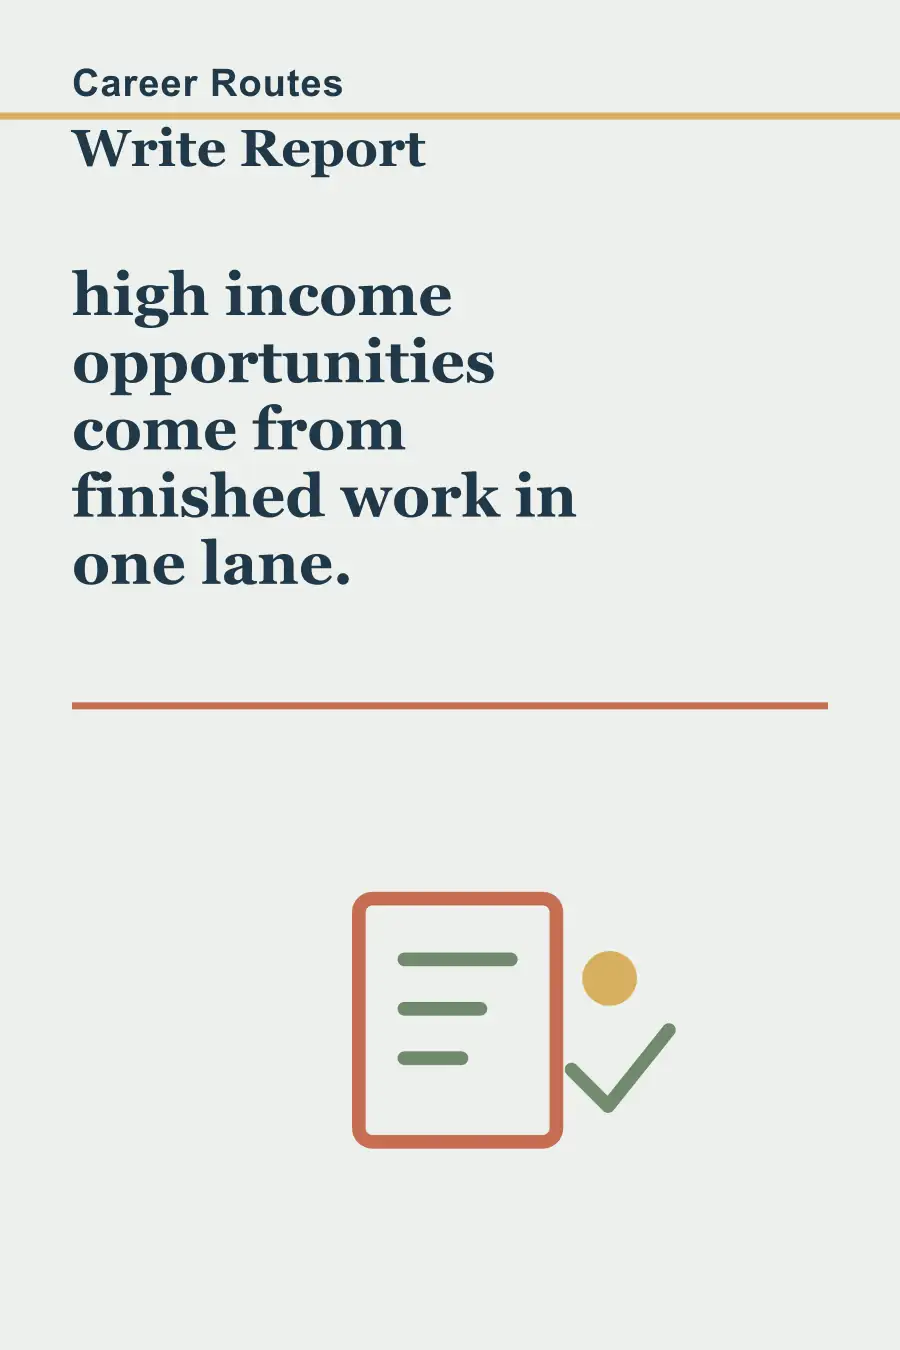 Career Routes
Write Report
high income
opportunities
come from
finished work in
one lane.